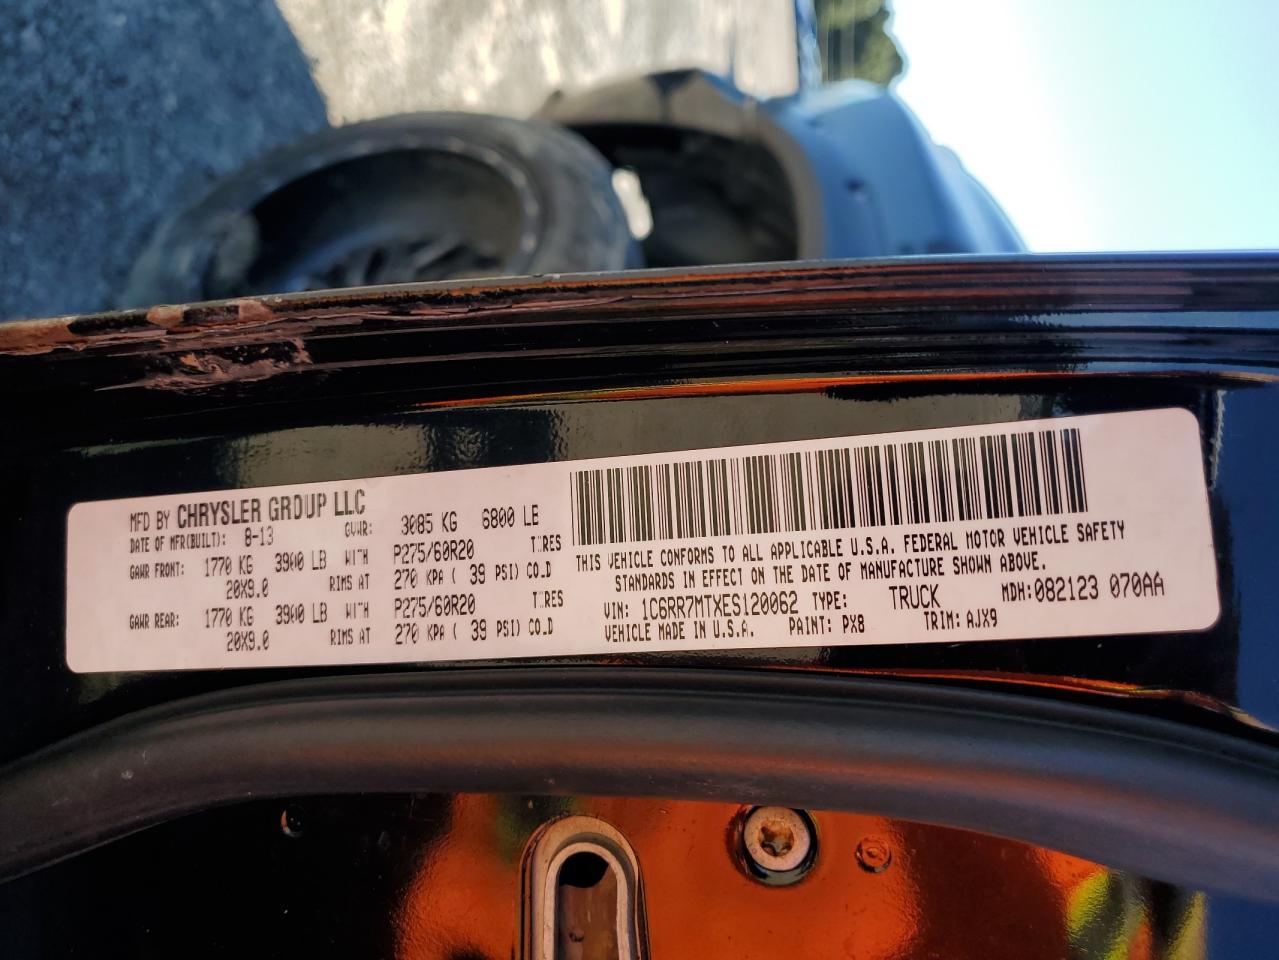 MFD BY CHRYSLER GROUP LLC
DATE OF MFR(BUILT): 8-13 GVWR: 3085 KG 6800 LB
GAWR FRONT: 1770 KG 3900 LB WITH P275/60R20 TIRES
20X9.0 RIMS AT 270 KPA ( 39 PSI) COLD
GAWR REAR: 1770 KG 3900 LB WITH P275/60R20 TIRES
20X9.0 RIMS AT 270 KPA ( 39 PSI) COLD
THIS VEHICLE CONFORMS TO ALL APPLICABLE U.S.A. FEDERAL MOTOR VEHICLE SAFETY
STANDARDS IN EFFECT ON THE DATE OF MANUFACTURE SHOWN ABOVE.
VIN: 1C6RR7MTXES120062 TYPE: TRUCK MDH: 082123 070AA
VEHICLE MADE IN U.S.A. PAINT: PX8 TRIM: AJX9